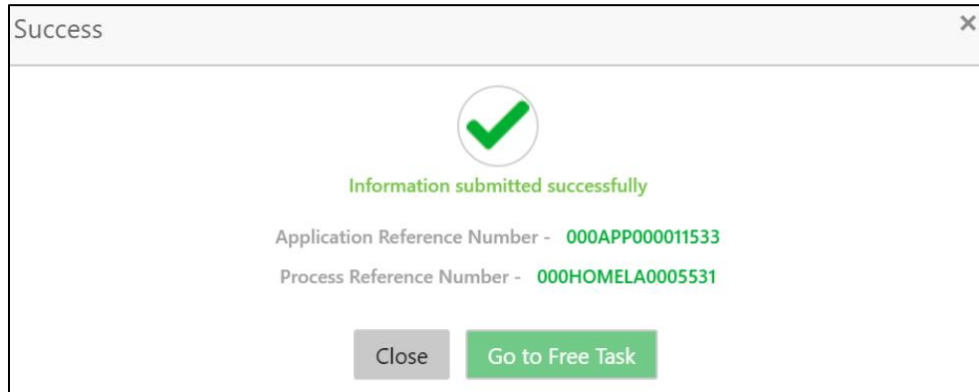 Success
Information submitted successfully
Application Reference Number - 000APP000011533
Process Reference Number - 000HOMELA0005531
Close Go to Free Task